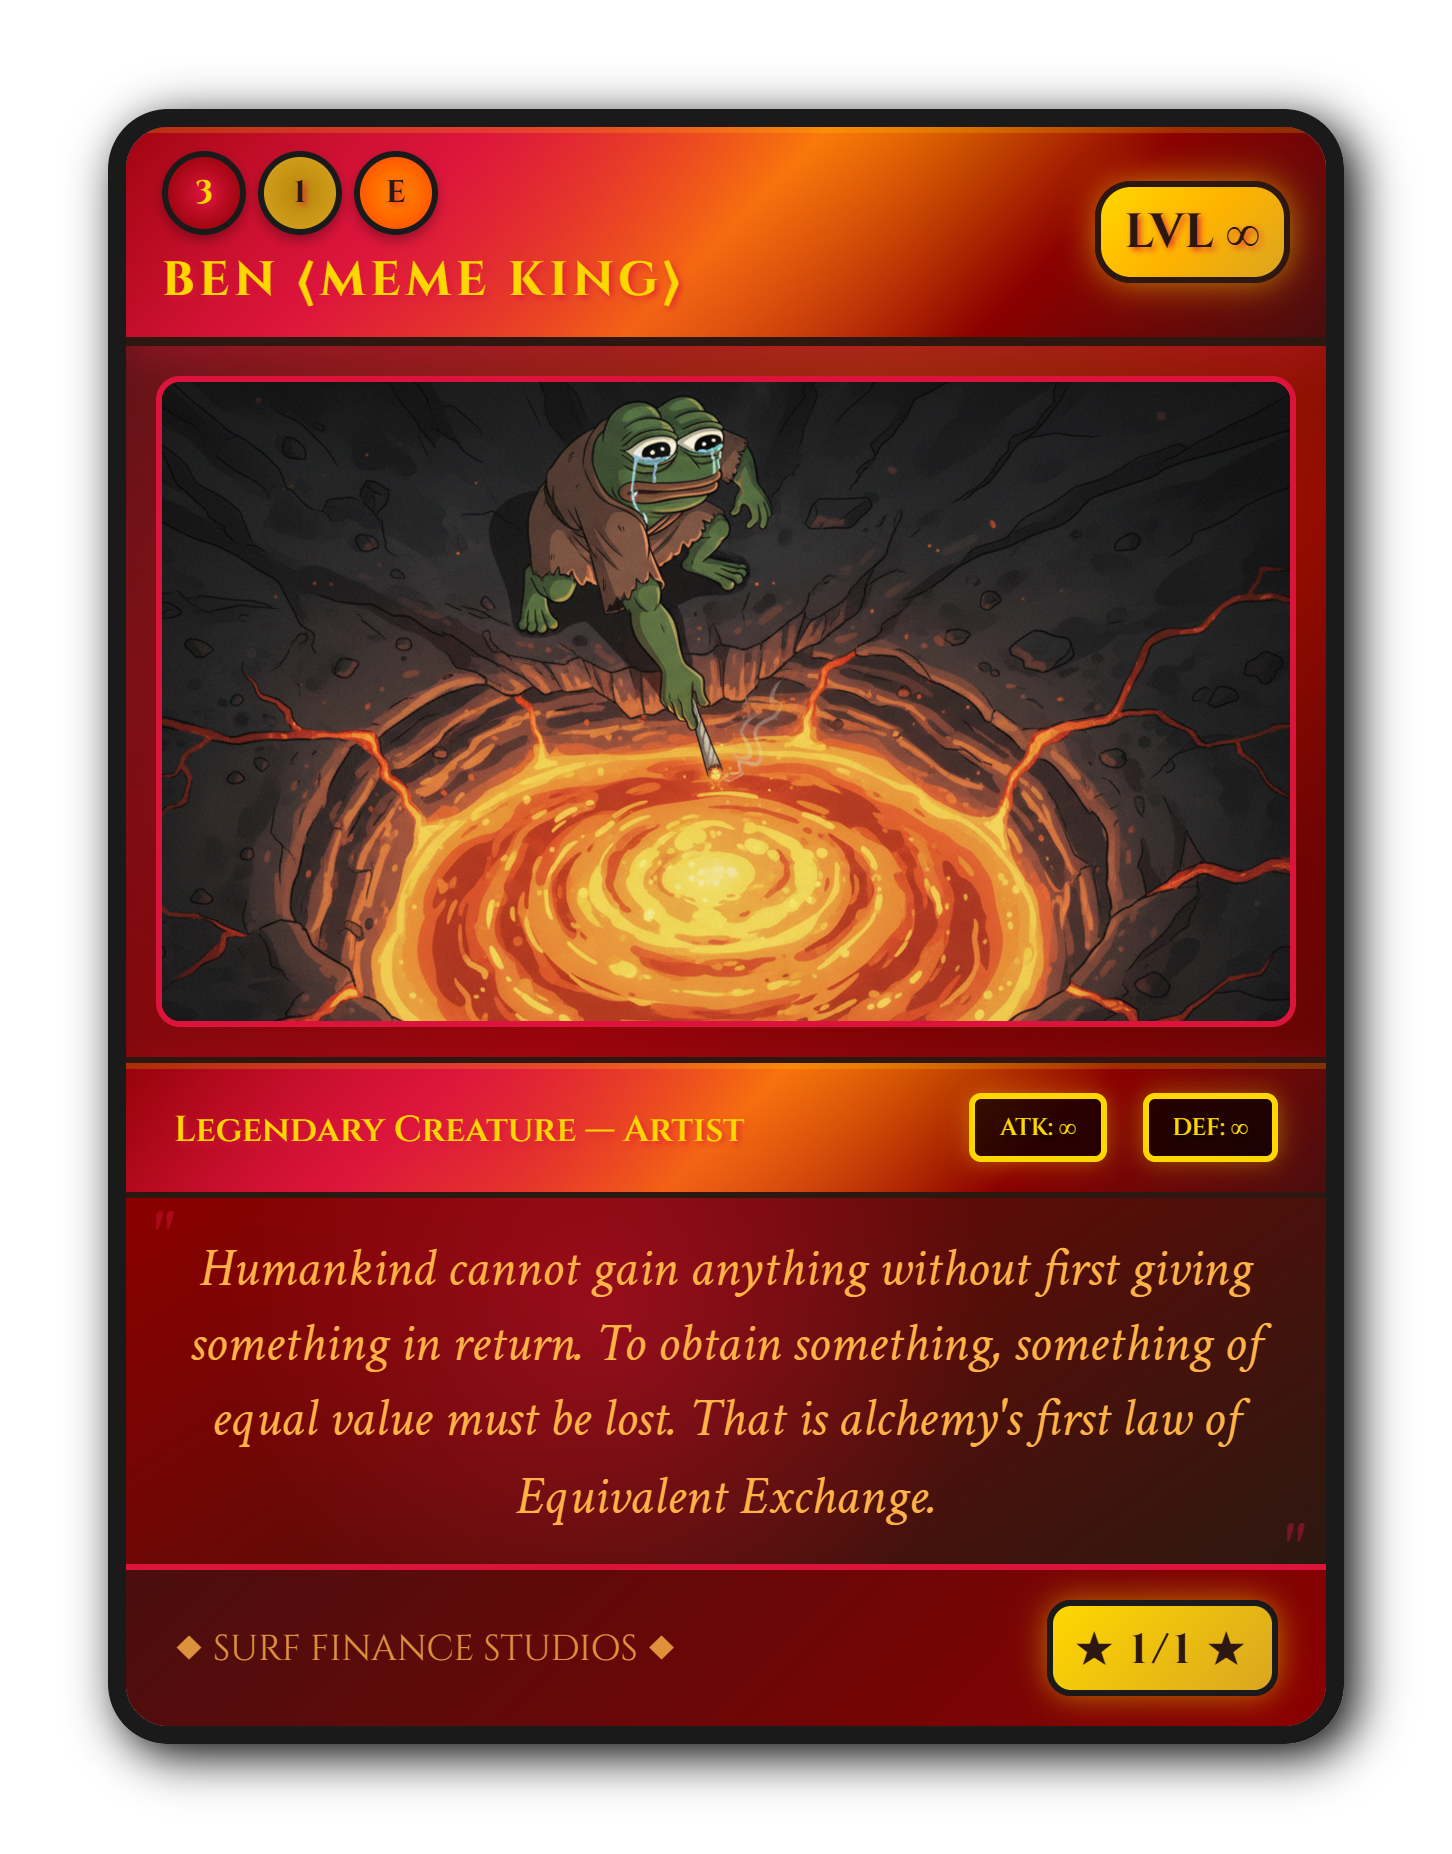 3 1 E
BEN ⟨MEME KING⟩
LVL ∞
LEGENDARY CREATURE — ARTIST
ATK: ∞
DEF: ∞
"
Humankind cannot gain anything without first giving
something in return. To obtain something, something of
equal value must be lost. That is alchemy's first law of
Equivalent Exchange.
"
◆ SURF FINANCE STUDIOS ◆
★ 1/1 ★